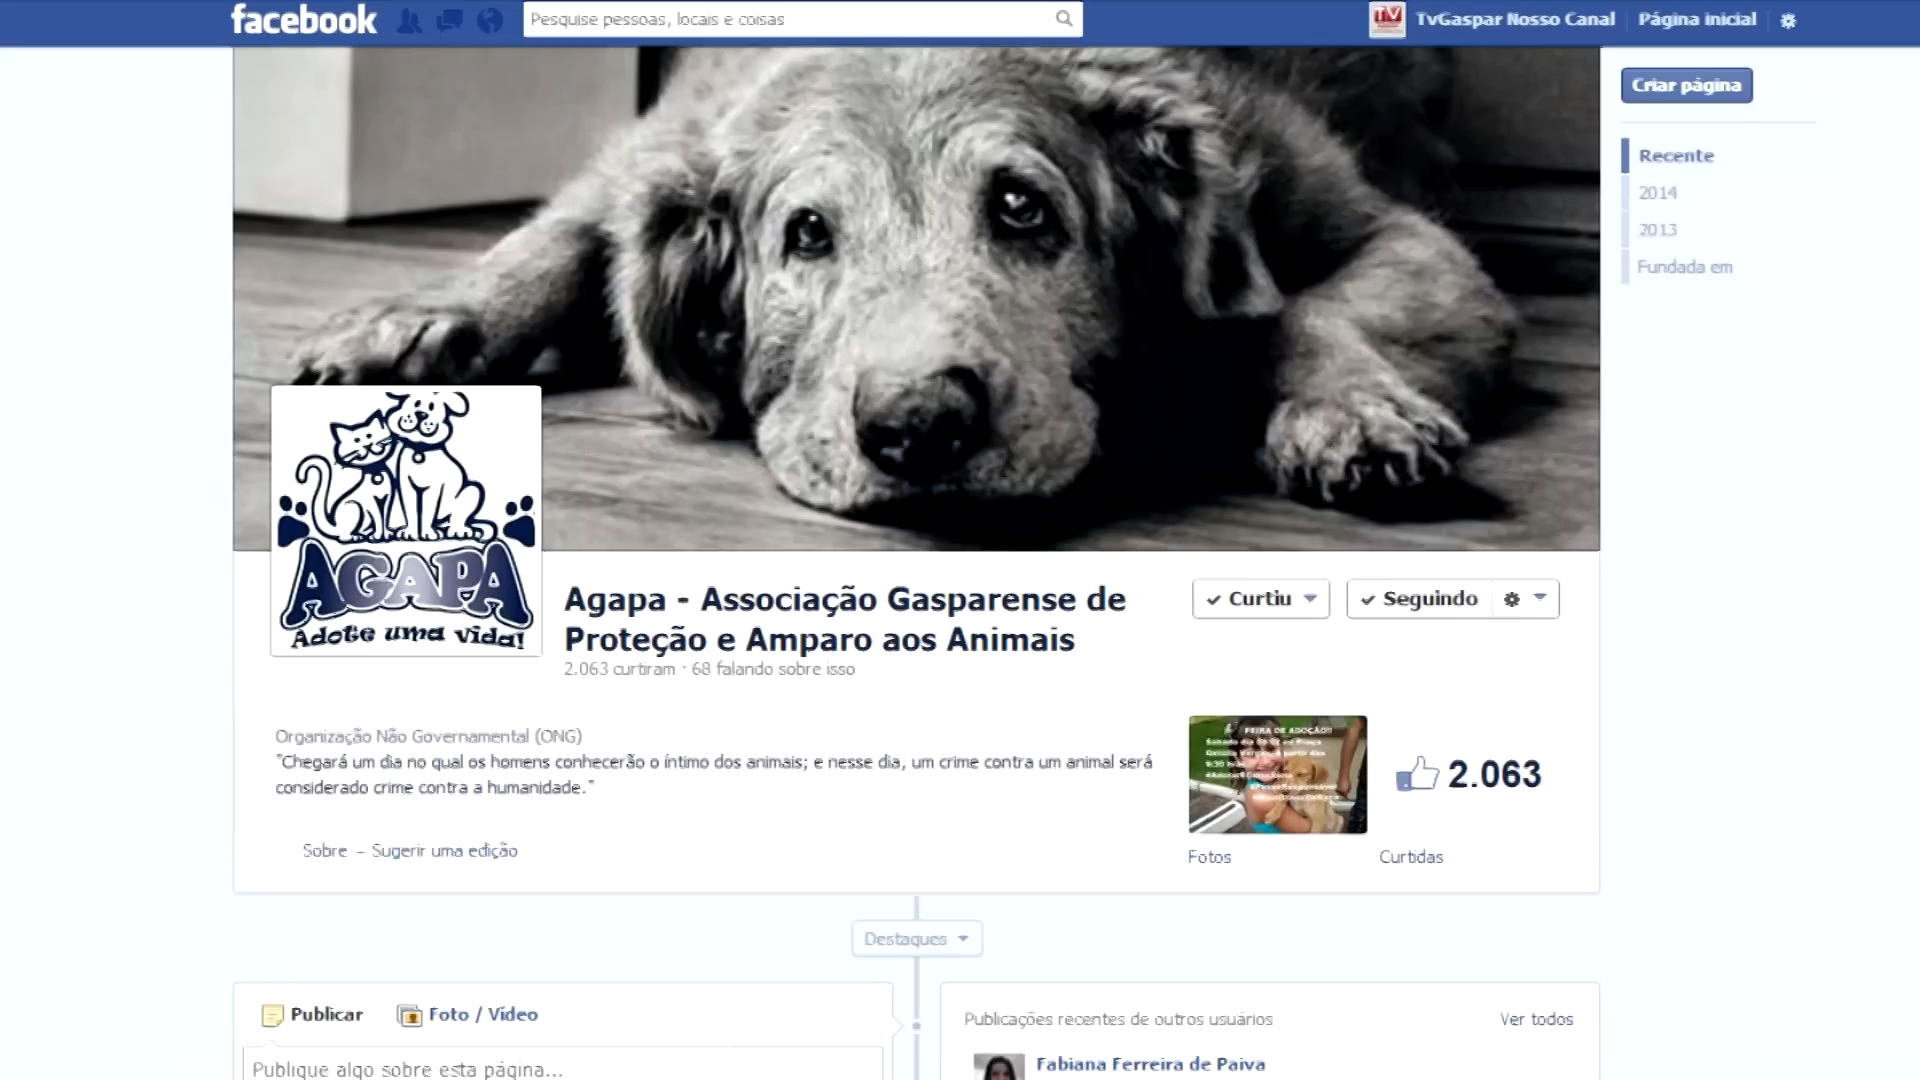 facebook
Pesquise pessoas, locais e coisas
TV
TvGaspar Nosso Canal
Página inicial
Criar página
Recente
2014
2013
Fundada em
AGAPA
Adote uma vida!
Agapa - Associação Gasparense de
Proteção e Amparo aos Animais
2.063 curtiram · 68 falando sobre isso
Curtiu
Seguindo
Organização Não Governamental (ONG)
"Chegará um dia no qual os homens conhecerão o íntimo dos animais; e nesse dia, um crime contra um animal será
considerado crime contra a humanidade."
Sobre – Sugerir uma edição
FEIRA DE ADOÇÃO!!
2.063
Fotos
Curtidas
Destaques
Publicar
Foto / Vídeo
Publique algo sobre esta página...
Publicações recentes de outros usuários
Ver todos
Fabiana Ferreira de Paiva